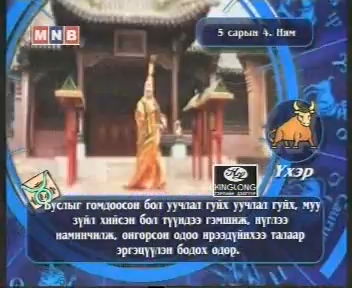 MNB
5 сарын 4. Ням
KINGLONG
Үхэр
Бусдыг гомдоосон бол уучлал гуйх уучлал гуйх, муу
зүйл хийсэн бол түүндээ гэмшиж, нүглээ
наминчилж, өнгөрсөн одоо ирээдүйнхээ талаар
эргэцүүлэн бодох өдөр.